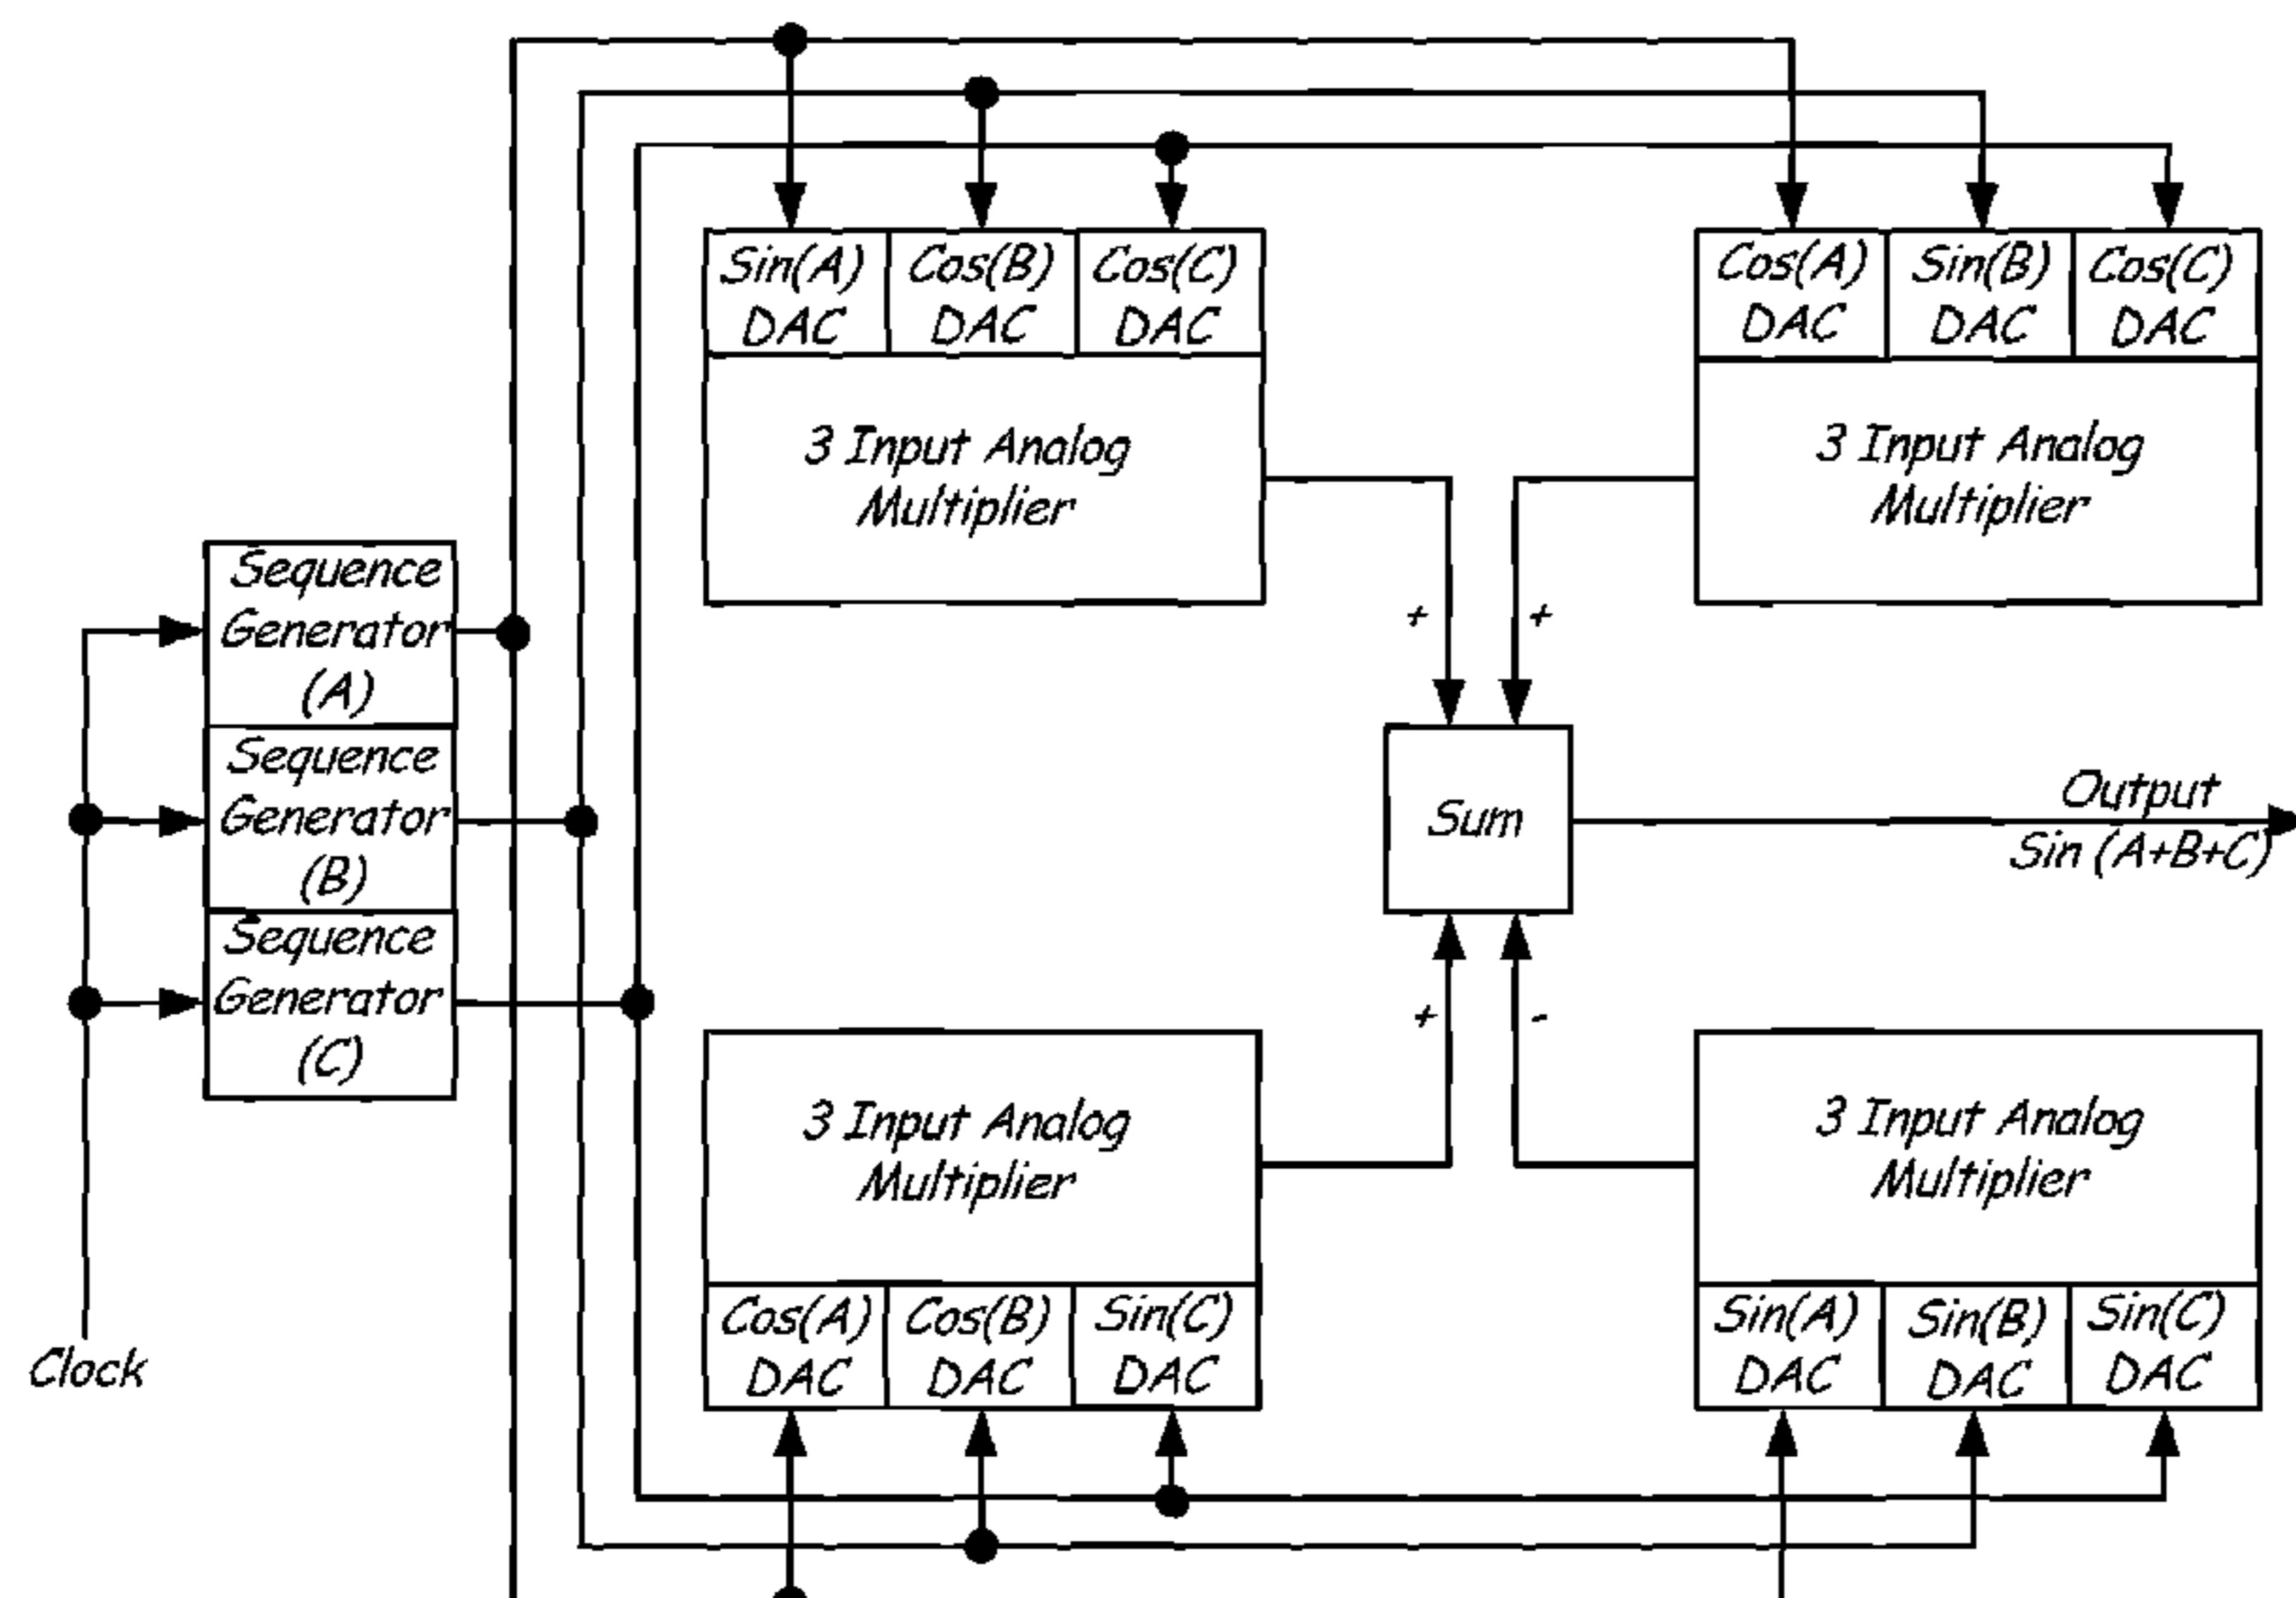 Sin(A)
DAC
Cos(B)
DAC
Cos(C)
DAC
3 Input Analog
Multiplier
Cos(A)
DAC
Sin(B)
DAC
Cos(C)
DAC
3 Input Analog
Multiplier
Sequence
Generator
(A)
Sequence
Generator
(B)
Sequence
Generator
(C)
Clock
+
+
Sum
Output
Sin (A+B+C)
+
-
3 Input Analog
Multiplier
Cos(A)
DAC
Cos(B)
DAC
Sin(C)
DAC
3 Input Analog
Multiplier
Sin(A)
DAC
Sin(B)
DAC
Sin(C)
DAC